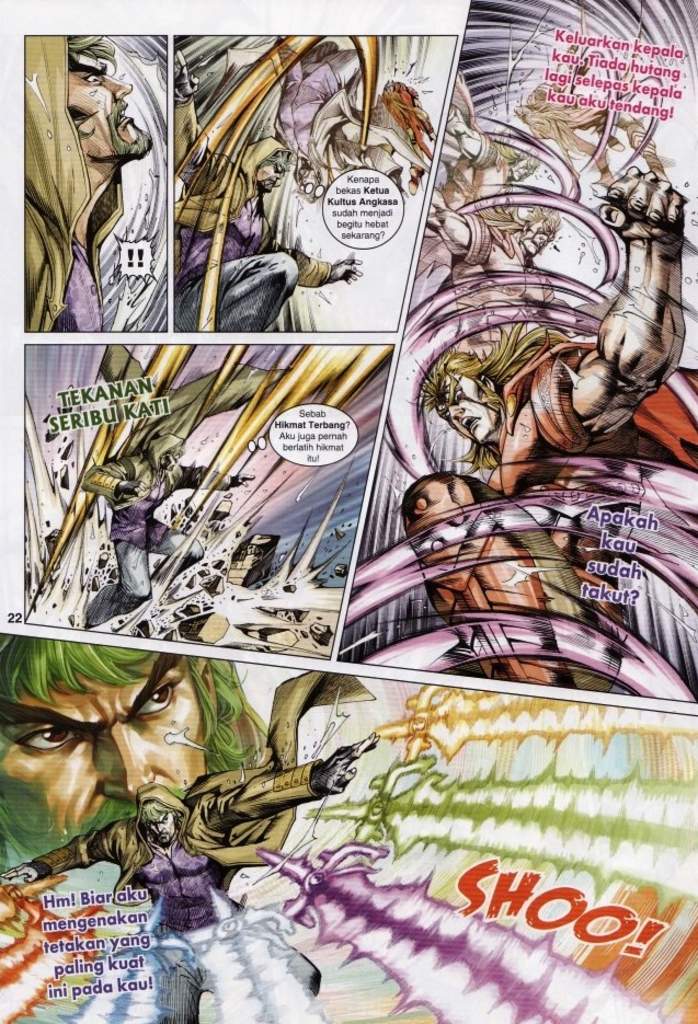 !!
Kenapa
bekas Ketua
Kultus Angkasa
sudah menjadi
begitu hebat
sekarang?
Keluarkan kepala
kau. Tiada hutang
lagi selepas kepala
kau aku tendang!
Apakah
kau
sudah
takut?
TEKANAN
SERIBU KATI
Sebab
Hikmat Terbang?
Aku juga pernah
berlatih hikmat
itu!
22
Hm! Biar aku
mengenakan
tetakan yang
paling kuat
ini pada kau!
SHOO!